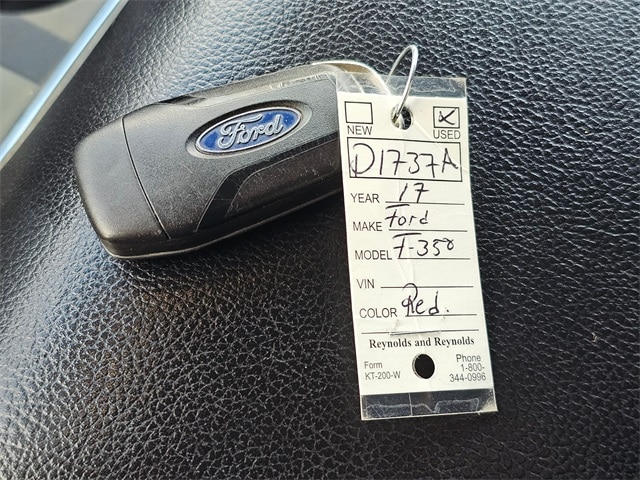 Ford
NEW USED
D1737A
YEAR 17
MAKE Ford
MODEL F-350
VIN
COLOR Red.
Reynolds and Reynolds
Form Phone
KT-200-W 1-800-
344-0996